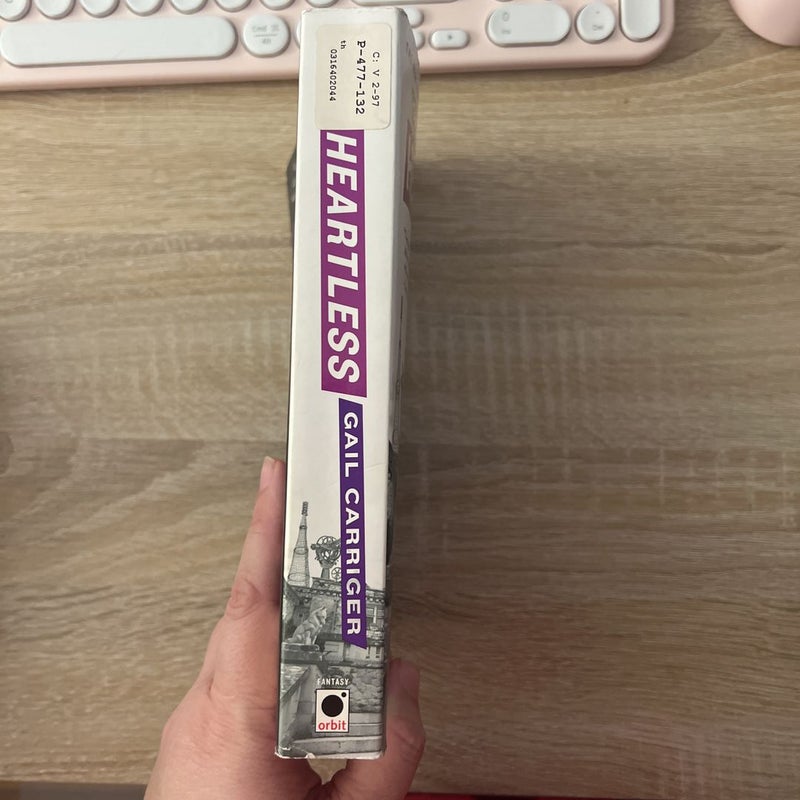 C: V 2-97
P-477-132
th
0316402044
HEARTLESS
GAIL CARRIGER
FANTASY
orbit